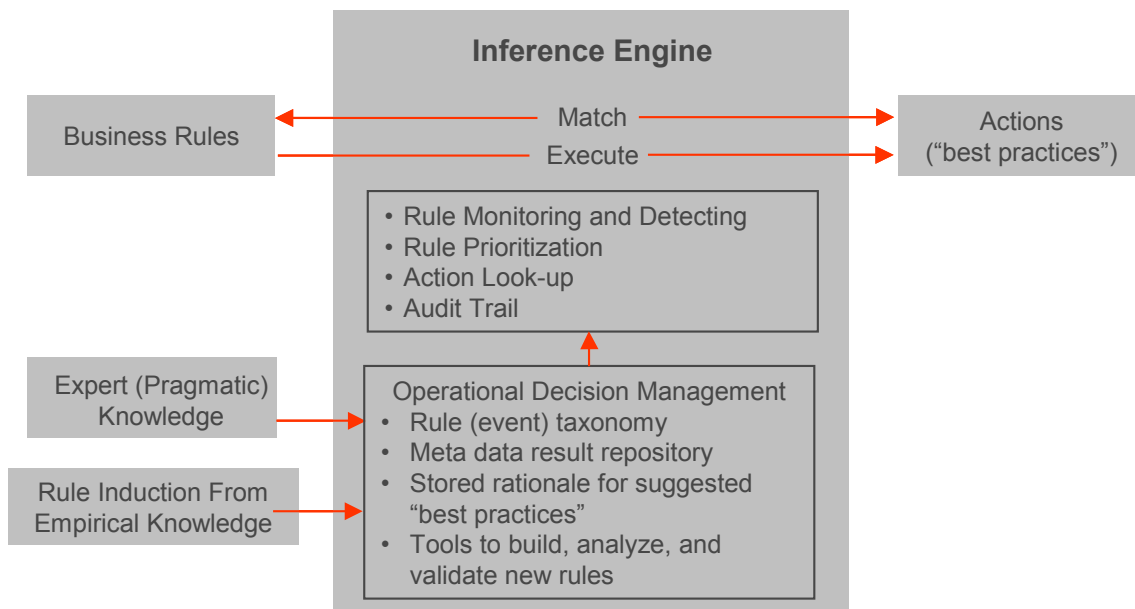 Inference Engine
Business Rules
Match
Execute
Actions
(“best practices”)
• Rule Monitoring and Detecting
• Rule Prioritization
• Action Look-up
• Audit Trail
Expert (Pragmatic)
Knowledge
Rule Induction From
Empirical Knowledge
Operational Decision Management
• Rule (event) taxonomy
• Meta data result repository
• Stored rationale for suggested
“best practices”
• Tools to build, analyze, and
validate new rules